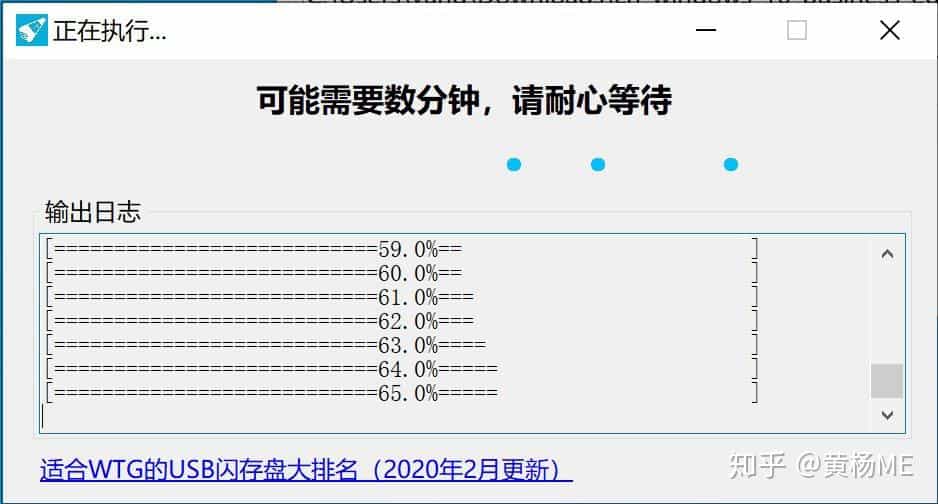 正在执行...
可能需要数分钟，请耐心等待
输出日志
[===========================59.0%==                        ]
[===========================60.0%==                        ]
[===========================61.0%===                       ]
[===========================62.0%===                       ]
[===========================63.0%====                      ]
[===========================64.0%=====                     ]
[===========================65.0%=====                     ]
适合WTG的USB闪存盘大排名（2020年2月更新）
知乎 @黄杨ME